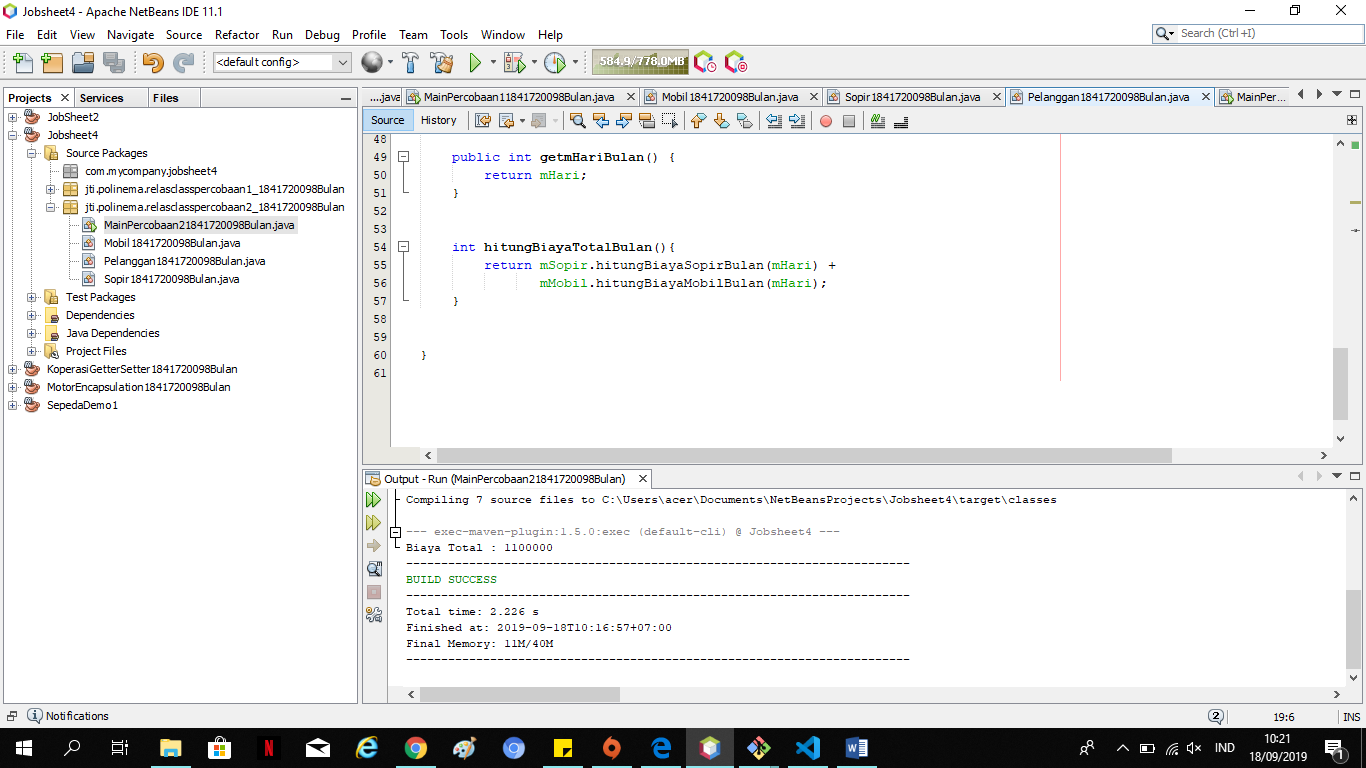 Jobsheet4 - Apache NetBeans IDE 11.1
File Edit View Navigate Source Refactor Run Debug Profile Team Tools Window Help
Search (Ctrl+I)
<default config>
584.9/778.0MB
Projects Services Files
JobSheet2
Jobsheet4
Source Packages
com.mycompany.jobsheet4
jti.polinema.relasclasspercobaan1_1841720098Bulan
jti.polinema.relasclasspercobaan2_1841720098Bulan
MainPercobaan21841720098Bulan.java
Mobil1841720098Bulan.java
Pelanggan1841720098Bulan.java
Sopir1841720098Bulan.java
Test Packages
Dependencies
Java Dependencies
Project Files
KoperasiGetterSetter1841720098Bulan
MotorEncapsulation1841720098Bulan
SepedaDemo1
....java MainPercobaan11841720098Bulan.java Mobil1841720098Bulan.java Sopir1841720098Bulan.java Pelanggan1841720098Bulan.java MainPer...
Source History
48
49 public int getmHariBulan() {
50 return mHari;
51 }
52
53
54 int hitungBiayaTotalBulan(){
55 return mSopir.hitungBiayaSopirBulan(mHari) +
56 mMobil.hitungBiayaMobilBulan(mHari);
57 }
58
59
60 }
61
Output - Run (MainPercobaan21841720098Bulan)
Compiling 7 source files to C:\Users\acer\Documents\NetBeansProjects\Jobsheet4\target\classes
--- exec-maven-plugin:1.5.0:exec (default-cli) @ Jobsheet4 ---
Biaya Total : 1100000
------------------------------------------------------------------------
BUILD SUCCESS
------------------------------------------------------------------------
Total time: 2.226 s
Finished at: 2019-09-18T10:16:57+07:00
Final Memory: 11M/40M
------------------------------------------------------------------------
Notifications
2
19:6
INS
IND
10:21
18/09/2019
1